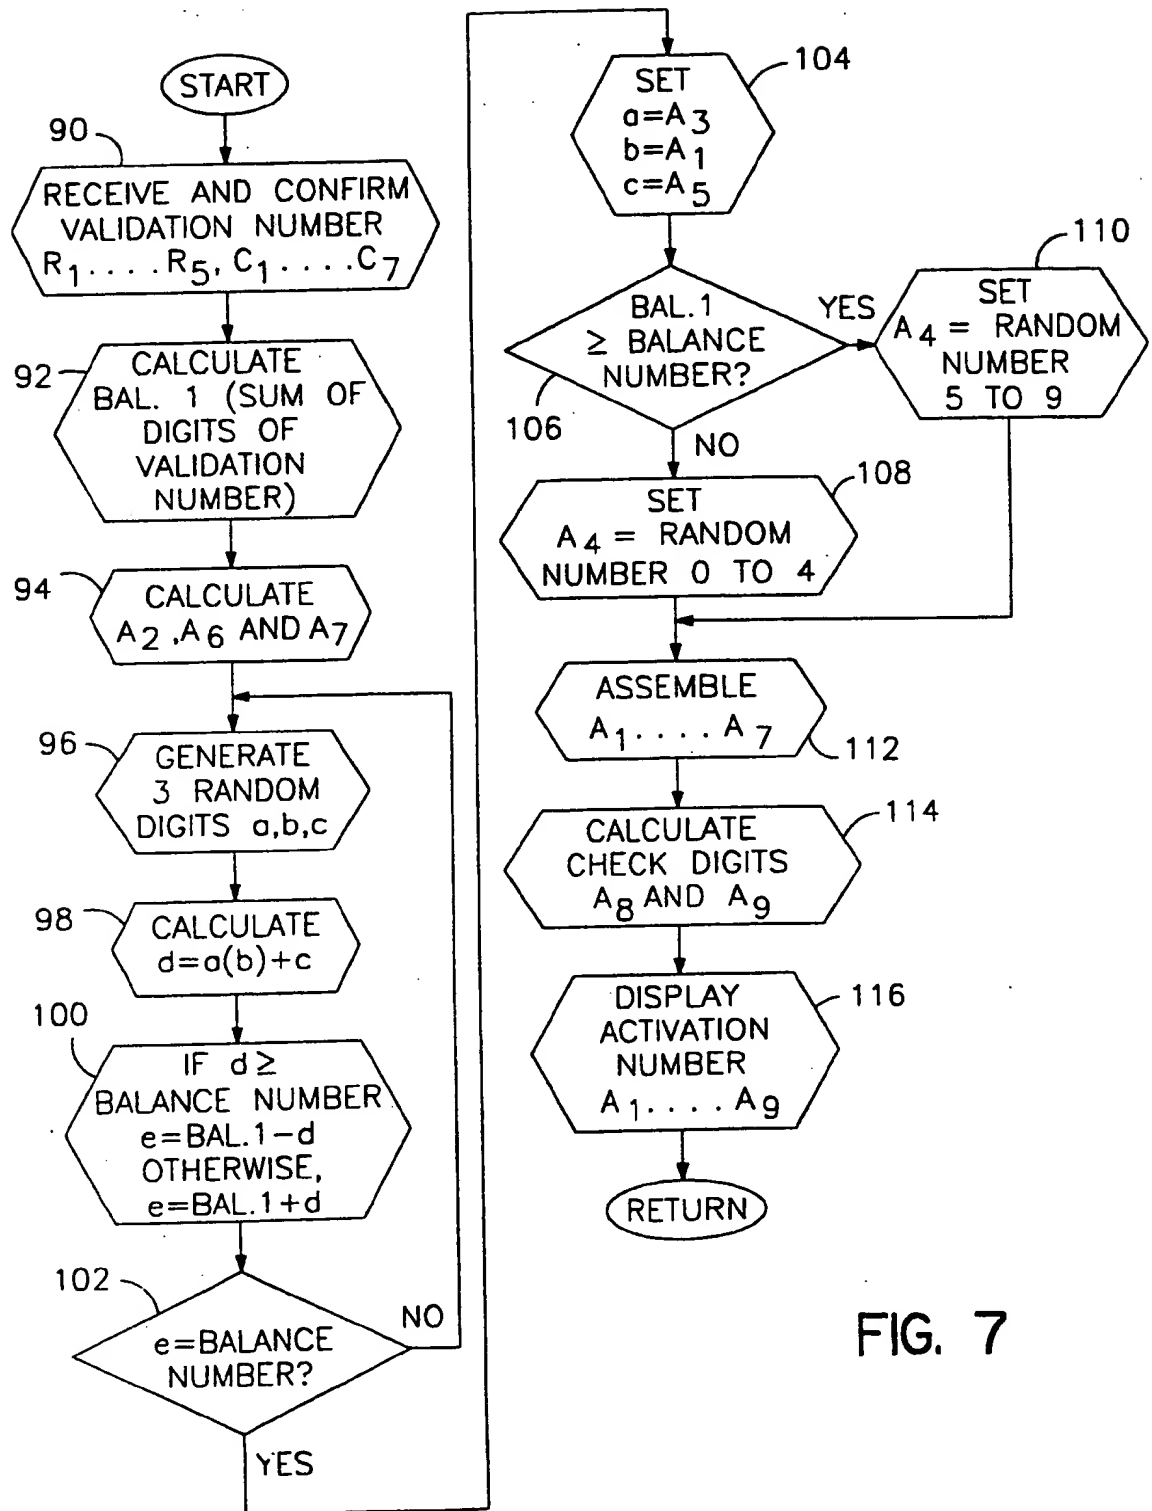 START
90
RECEIVE AND CONFIRM
VALIDATION NUMBER
R1....R5, C1....C7
92
CALCULATE
BAL. 1 (SUM OF
DIGITS OF
VALIDATION
NUMBER)
94
CALCULATE
A2 ,A6 AND A7
96
GENERATE
3 RANDOM
DIGITS a,b,c
98
CALCULATE
d=a(b)+c
100
IF d≥
BALANCE NUMBER
e=BAL.1-d
OTHERWISE,
e=BAL.1+d
102
e=BALANCE
NUMBER?
NO
YES
104
SET
a=A3
b=A1
c=A5
106
BAL.1
≥ BALANCE
NUMBER?
YES
NO
110
SET
A4 = RANDOM
NUMBER
5 TO 9
108
SET
A4 = RANDOM
NUMBER 0 TO 4
ASSEMBLE
A1....A7
112
114
CALCULATE
CHECK DIGITS
A8 AND A9
116
DISPLAY
ACTIVATION
NUMBER
A1....A9
RETURN
FIG. 7